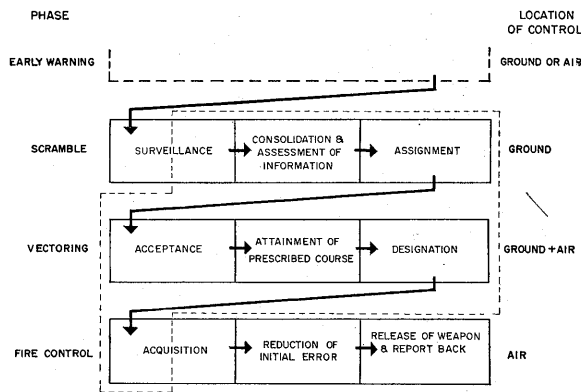 PHASE
LOCATION
OF CONTROL
EARLY WARNING
GROUND OR AIR
SCRAMBLE
SURVEILLANCE
CONSOLIDATION &
ASSESSMENT OF
INFORMATION
ASSIGNMENT
GROUND
VECTORING
ACCEPTANCE
ATTAINMENT OF
PRESCRIBED COURSE
DESIGNATION
GROUND + AIR
FIRE CONTROL
ACQUISITION
REDUCTION OF
INITIAL ERROR
RELEASE OF WEAPON
& REPORT BACK
AIR